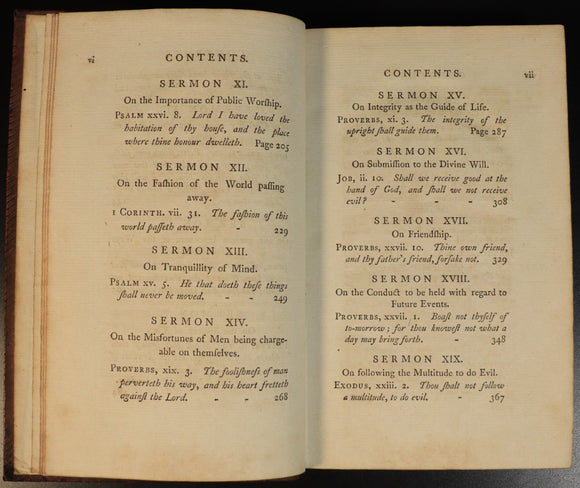 vi
CONTENTS.
SERMON XI.
On the Importance of Public Worſhip.
PSALM xxvi. 8. Lord I have loved the
habitation of thy houſe, and the place
where thine honour dwelleth. Page 205
SERMON XII.
On the Faſhion of the World paſſing
away.
1 CORINTH. vii. 31. The faſhion of this
world paſſeth away. - 229
SERMON XIII.
On Tranquillity of Mind.
PSALM xv. 5. He that doeth theſe things
ſhall never be moved. - - 249
SERMON XIV.
On the Misfortunes of Men being charge-
able on themſelves.
PROVERBS, xix. 3. The fooliſhneſs of man
perverteth his way, and his heart fretteth
againſt the Lord. - - 268
CONTENTS. vii
SERMON XV.
On Integrity as the Guide of Life.
PROVERBS, xi. 3. The integrity of the
upright ſhall guide them. Page 287
SERMON XVI.
On Submiſſion to the Divine Will.
JOB, ii. 10. Shall we receive good at the
hand of God, and ſhall we not receive
evil? - - - 308
SERMON XVII.
On Friendſhip.
PROVERBS, xxvii. 10. Thine own friend,
and thy father's friend, forſake not. 329
SERMON XVIII.
On the Conduct to be held with regard to
Future Events.
PROVERBS, xxvii. 1. Boaſt not thyſelf of
to-morrow; for thou knoweſt not what a
day may bring forth. - 348
SERMON XIX.
On following the Multitude to do Evil.
EXODUS, xxiii. 2. Thou ſhalt not follow
a multitude, to do evil. - 367